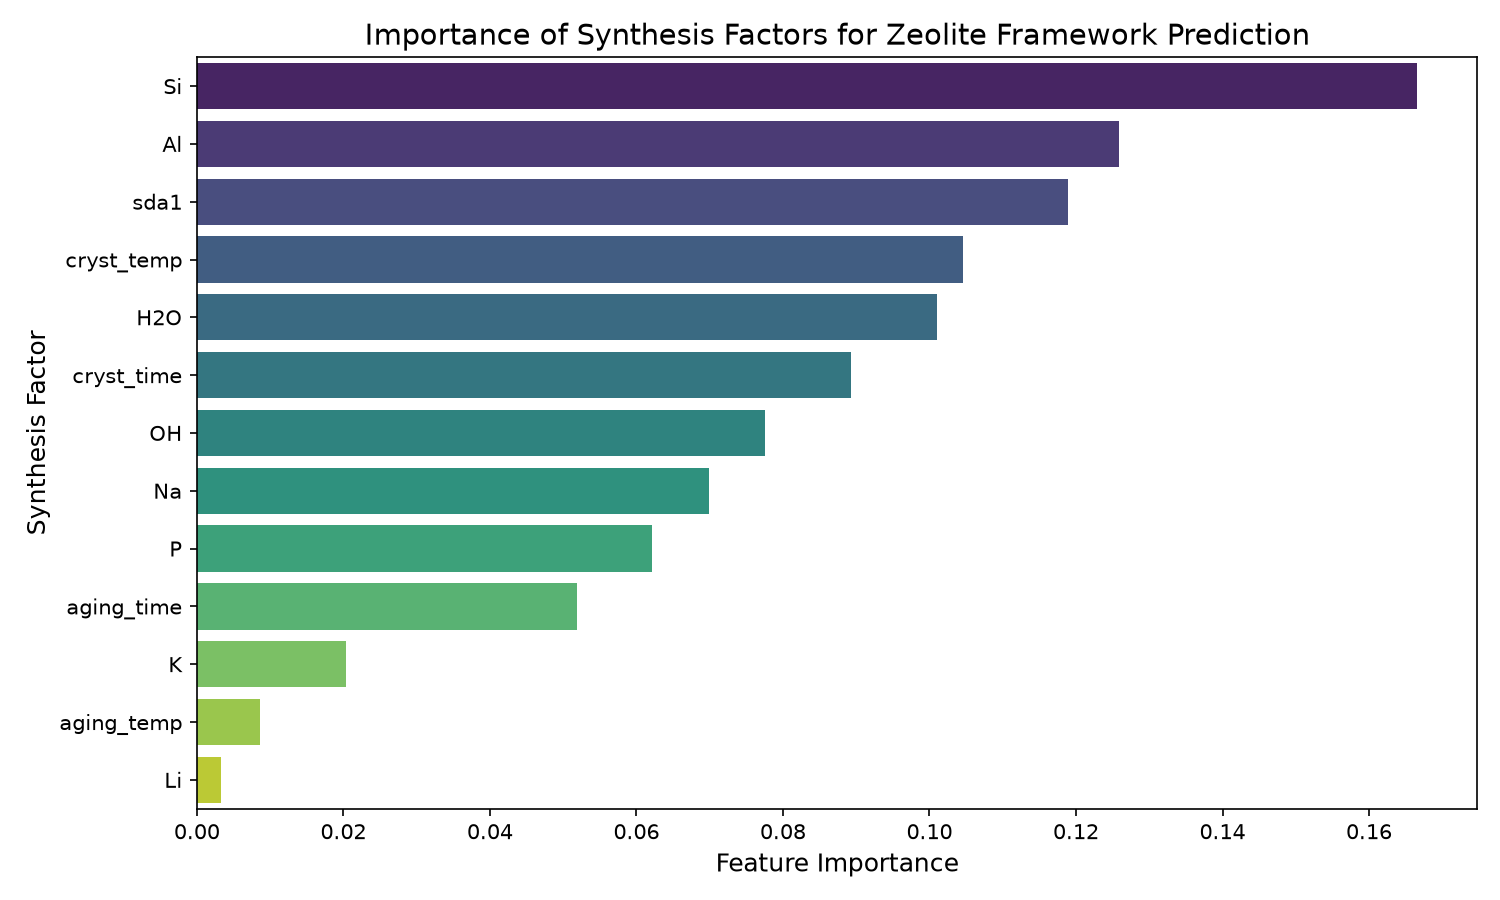 Importance of Synthesis Factors for Zeolite Framework Prediction
Synthesis Factor
Si
Al
sda1
cryst_temp
H2O
cryst_time
OH
Na
P
aging_time
K
aging_temp
Li
0.00 0.02 0.04 0.06 0.08 0.10 0.12 0.14 0.16
Feature Importance